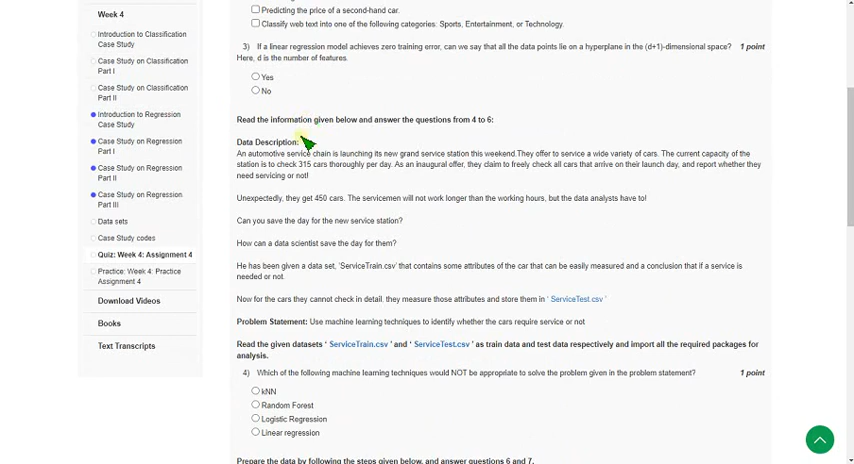 Week 4
Introduction to Classification
Case Study
Case Study on Classification
Part I
Case Study on Classification
Part II
Introduction to Regression
Case Study
Case Study on Regression
Part I
Case Study on Regression
Part II
Case Study on Regression
Part III
Data sets
Case Study codes
Quiz: Week 4: Assignment 4
Practice: Week 4: Practice
Assignment 4
Download Videos
Books
Text Transcripts
Predicting the price of a second-hand car.
Classify web text into one of the following categories: Sports, Entertainment, or Technology.
3) If a linear regression model achieves zero training error, can we say that all the data points lie on a hyperplane in the (d+1)-dimensional space? 1 point
Here, d is the number of features.
Yes
No
Read the information given below and answer the questions from 4 to 6:
Data Description:
An automotive service chain is launching its new grand service station this weekend.They offer to service a wide variety of cars. The current capacity of the
station is to check 315 cars thoroughly per day. As an inaugural offer, they claim to freely check all cars that arrive on their launch day, and report whether they
need servicing or not!
Unexpectedly, they get 450 cars. The servicemen will not work longer than the working hours, but the data analysts have to!
Can you save the day for the new service station?
How can a data scientist save the day for them?
He has been given a data set, 'ServiceTrain.csv' that contains some attributes of the car that can be easily measured and a conclusion that if a service is
needed or not.
Now for the cars they cannot check in detail, they measure those attributes and store them in ' ServiceTest.csv '
Problem Statement: Use machine learning techniques to identify whether the cars require service or not
Read the given datasets ' ServiceTrain.csv ' and ' ServiceTest.csv ' as train data and test data respectively and import all the required packages for
analysis.
4) Which of the following machine learning techniques would NOT be appropriate to solve the problem given in the problem statement? 1 point
kNN
Random Forest
Logistic Regression
Linear regression
Prepare the data by following the steps given below, and answer questions 6 and 7.